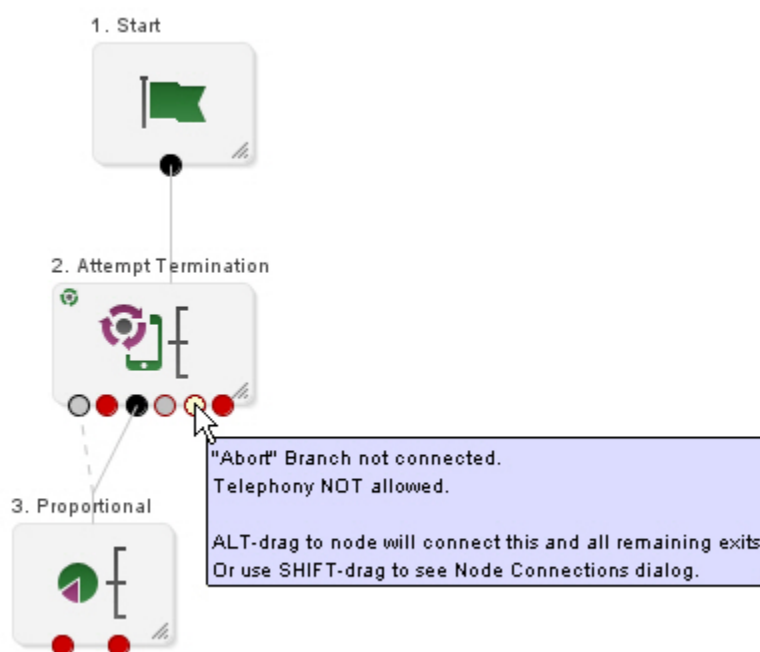 1. Start
2. Attempt Termination
"Abort" Branch not connected.
Telephony NOT allowed.
ALT-drag to node will connect this and all remaining exits
Or use SHIFT-drag to see Node Connections dialog.
3. Proportional